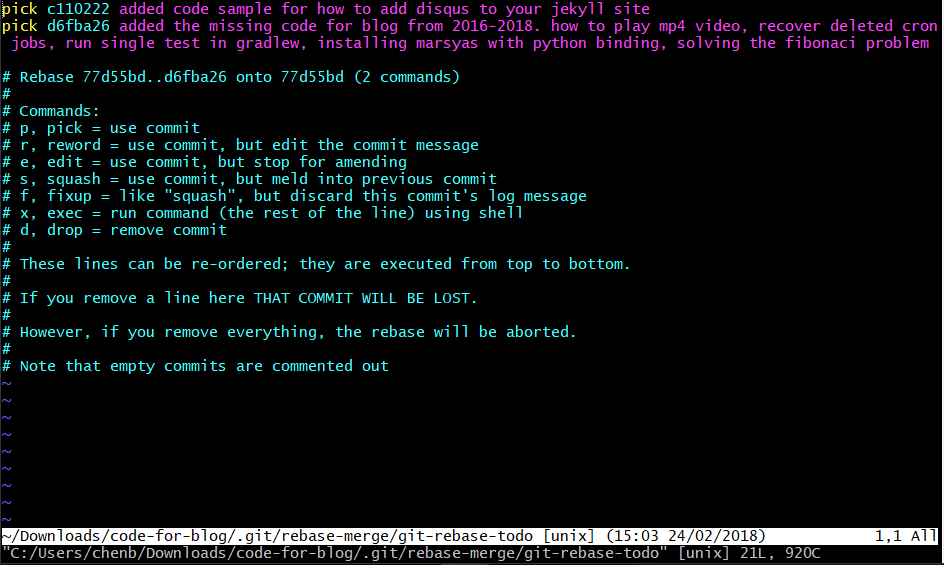 pick c110222 added code sample for how to add disqus to your jekyll site
pick d6fba26 added the missing code for blog from 2016-2018. how to play mp4 video, recover deleted cron
jobs, run single test in gradlew, installing marsyas with python binding, solving the fibonaci problem
# Rebase 77d55bd..d6fba26 onto 77d55bd (2 commands)
#
# Commands:
# p, pick = use commit
# r, reword = use commit, but edit the commit message
# e, edit = use commit, but stop for amending
# s, squash = use commit, but meld into previous commit
# f, fixup = like "squash", but discard this commit's log message
# x, exec = run command (the rest of the line) using shell
# d, drop = remove commit
#
# These lines can be re-ordered; they are executed from top to bottom.
#
# If you remove a line here THAT COMMIT WILL BE LOST.
#
# However, if you remove everything, the rebase will be aborted.
#
# Note that empty commits are commented out
~
~
~
~
~
~
~
~
~
~/Downloads/code-for-blog/.git/rebase-merge/git-rebase-todo [unix] (15:03 24/02/2018) 1,1 All
"C:/Users/chenb/Downloads/code-for-blog/.git/rebase-merge/git-rebase-todo" [unix] 21L, 920C